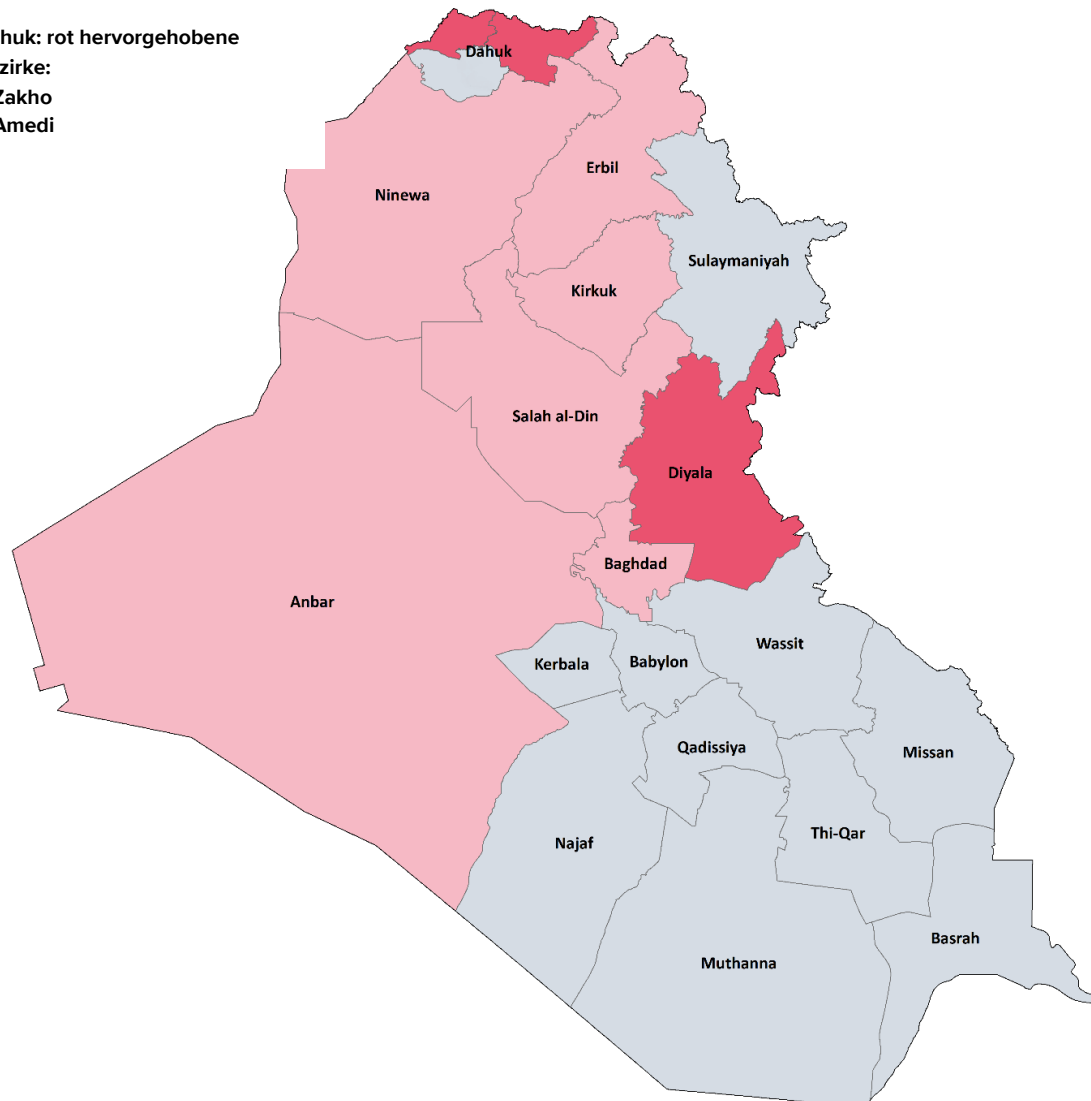 huk: rot hervorgehobene
zirke:
Zakho
Amedi
Dahuk
Erbil
Ninewa
Sulaymaniyah
Kirkuk
Salah al-Din
Diyala
Baghdad
Anbar
Wassit
Kerbala
Babylon
Qadissiya
Missan
Thi-Qar
Najaf
Basrah
Muthanna